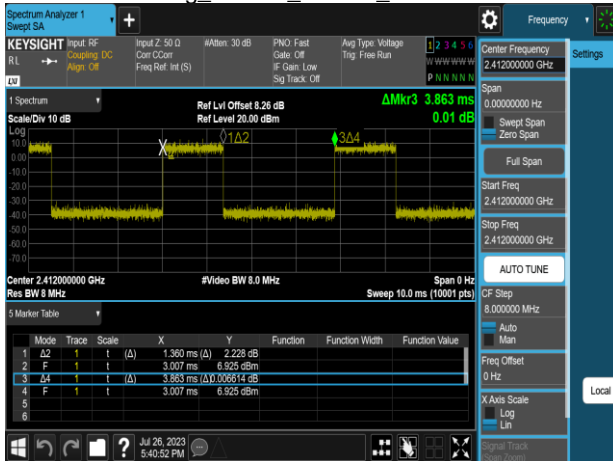 Spectrum Analyzer 1
Swept SA
+
Frequency
KEYSIGHT Input: RF
RL
Coupling: DC
Align: Off
Input Z: 50 Ω
Corr CCorr
Freq Ref: Int (S)
#Atten: 30 dB
PNO: Fast
Gate: Off
IF Gain: Low
Sig Track: Off
Avg Type: Voltage
Trig: Free Run
1 2 3 4 5 6
W W W W W W
P N N N N N
LXI
1 Spectrum
Scale/Div 10 dB
Ref Lvl Offset 8.26 dB
Ref Level 20.00 dBm
ΔMkr3 3.863 ms
0.01 dB
Log
10.0
0.00
-10.0
-20.0
-30.0
-40.0
-50.0
-60.0
-70.0
1Δ2
3Δ4
X
Center 2.412000000 GHz
Res BW 8 MHz
#Video BW 8.0 MHz
Span 0 Hz
Sweep 10.0 ms (10001 pts)
5 Marker Table
Mode Trace Scale X Y Function Function Width Function Value
1 Δ2 1 t (Δ) 1.360 ms (Δ) 2.228 dB
2 F 1 t 3.007 ms 6.925 dBm
3 Δ4 1 t (Δ) 3.863 ms (Δ) 0.006614 dB
4 F 1 t 3.007 ms 6.925 dBm
5
6
?
Jul 26, 2023
5:40:52 PM
Center Frequency
2.412000000 GHz
Span
0.00000000 Hz
Swept Span
Zero Span
Full Span
Start Freq
2.412000000 GHz
Stop Freq
2.412000000 GHz
AUTO TUNE
CF Step
8.000000 MHz
Auto
Man
Freq Offset
0 Hz
X Axis Scale
Log
Lin
Signal Track
(Span Zoom)
Settings
Local